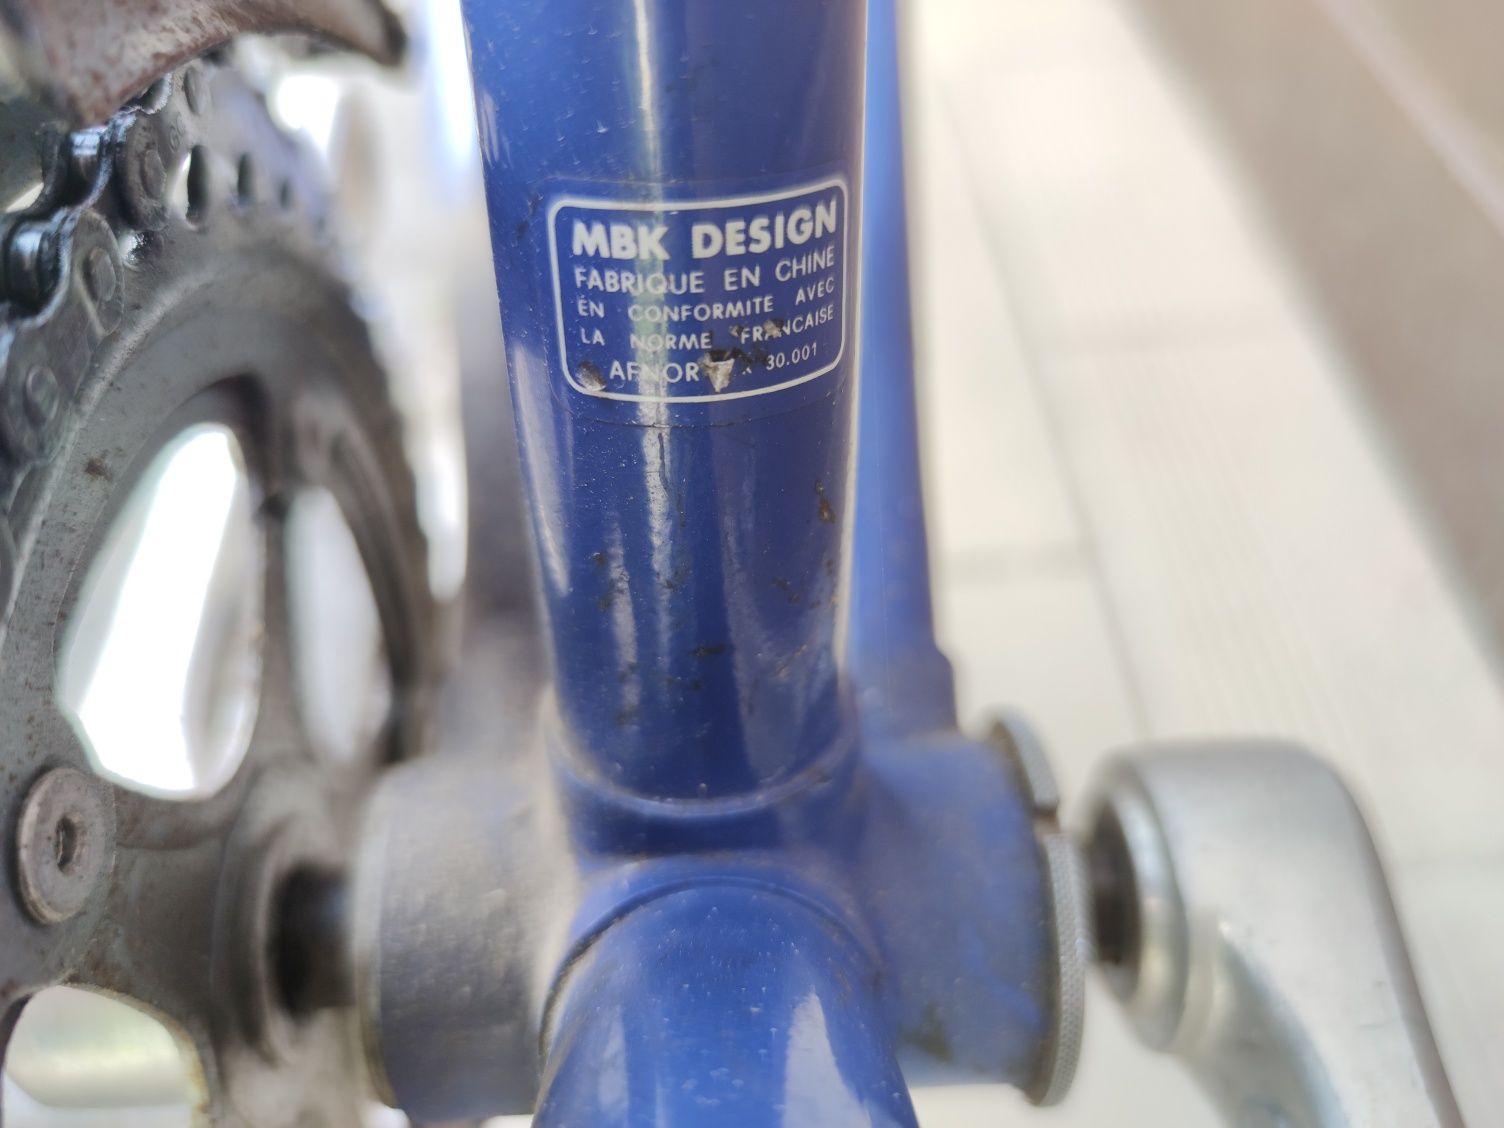 MBK DESIGN
FABRIQUE EN CHINE
EN CONFORMITE AVEC
LA NORME FRANCAISE
AFNOR 30.001